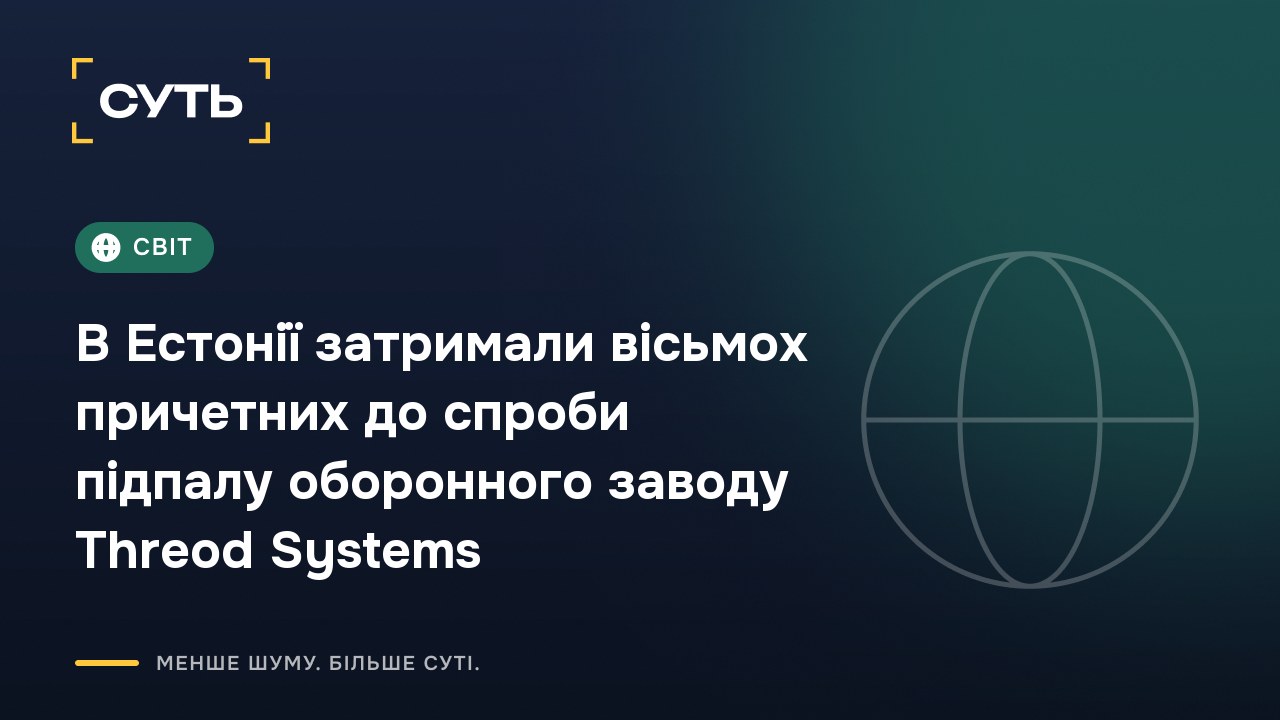 СУТЬ
СВІТ
В Естонії затримали вісьмох
причетних до спроби
підпалу оборонного заводу
Threod Systems
МЕНШЕ ШУМУ. БІЛЬШЕ СУТІ.